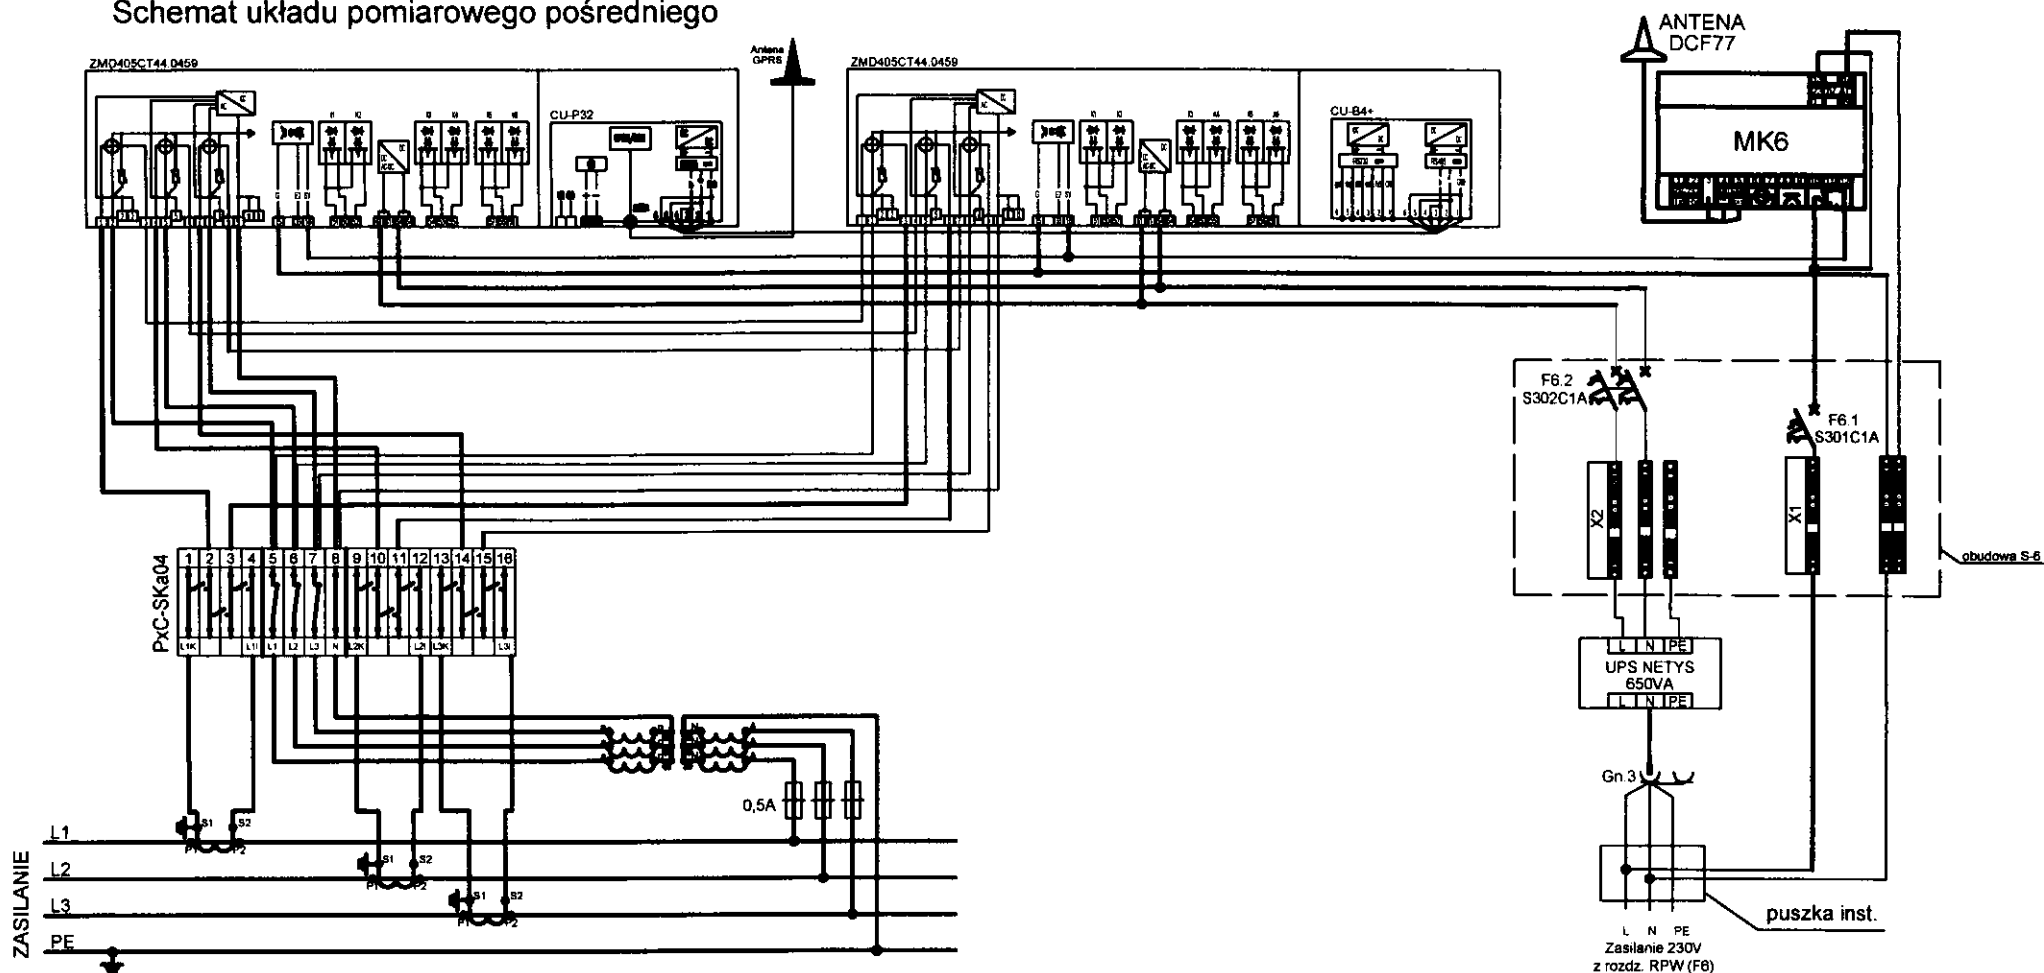 Schemat układu pomiarowego pośredniego
ZMD405CT44.0459
Antena
GPRS
ZMD405CT44.0459
ANTENA
DCF77
CU-P32
CU-B4+
MK6
F6.2
S302C1A
F6.1
S301C1A
X2
X1
obudowa S-6
PxC-SKa04
1 2 3 4 5 6 7 8 9 10 11 12 13 14 15 16
L1K L1l L1 L2 L3 N L2K L2l L3K L3l
L N PE
UPS NETYS
650VA
L N PE
Gn.3
0,5A
S1 S2
L1
P1 P2
S1 S2
L2
P1 P2
S1 S2
L3
P1 P2
PE
ZASILANIE
puszka inst.
L N PE
Zasilanie 230V
z rozdz. RPW (F6)